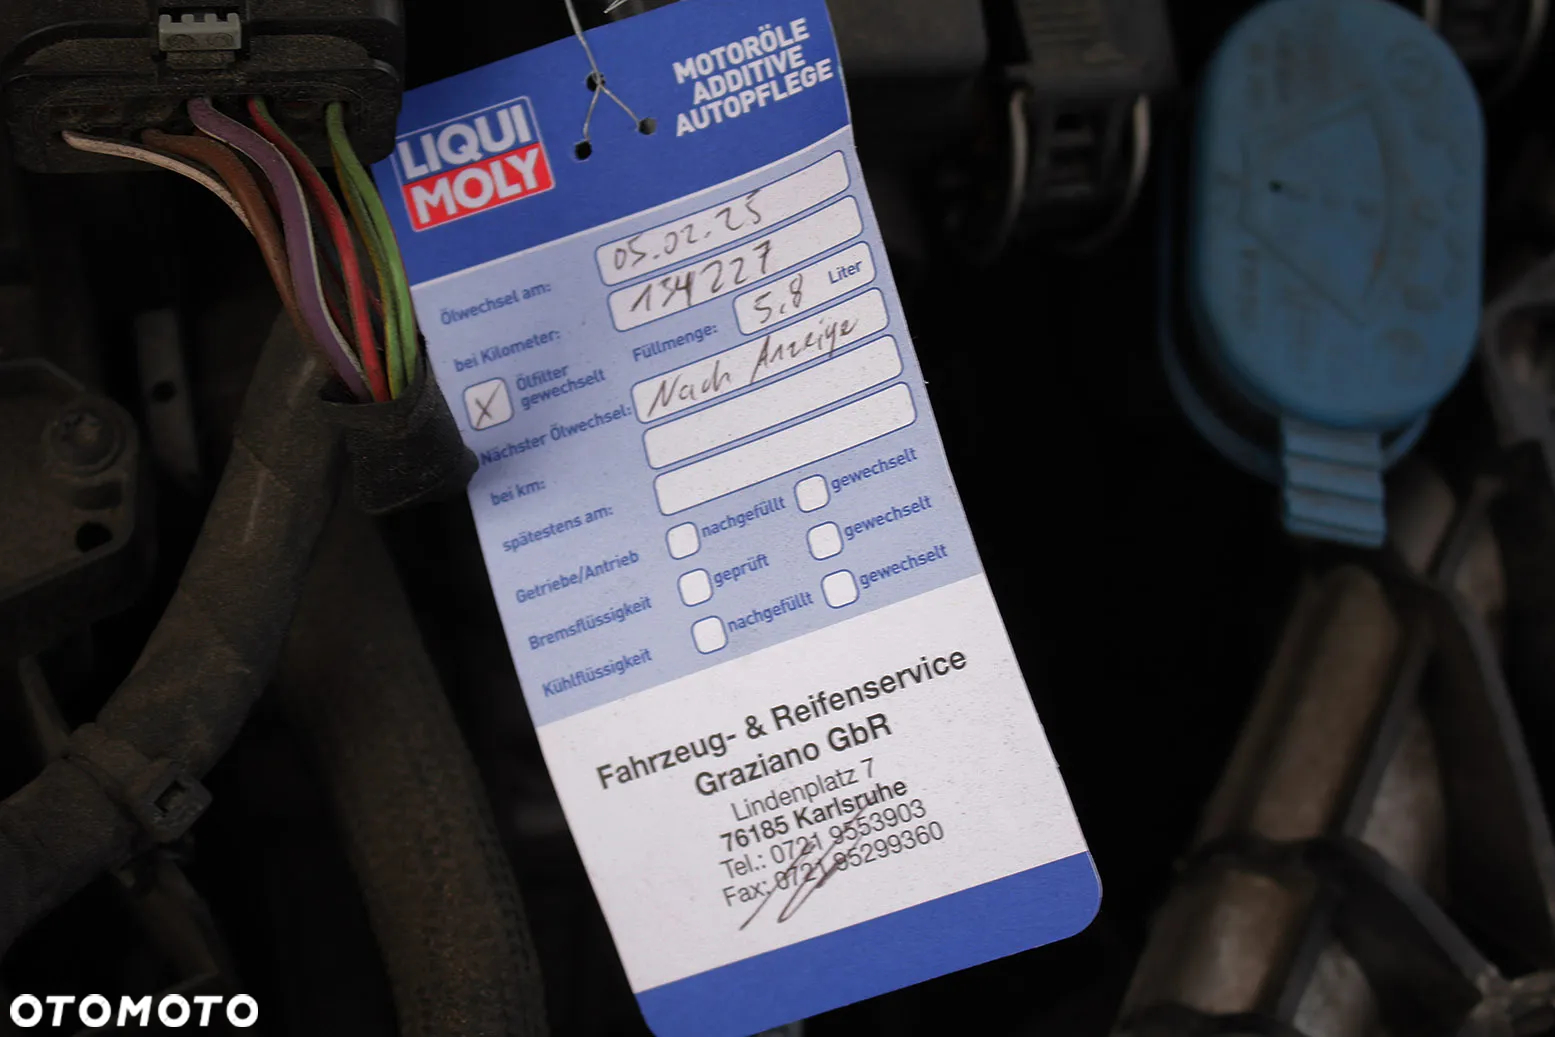 LIQUI
MOLY
MOTORÖLE
ADDITIVE
AUTOPFLEGE
Ölwechsel am: 05.02.25
bei Kilometer: 134227
X Ölfilter gewechselt Füllmenge: 5,8 Liter
Nächster Ölwechsel: Nach Anzeige
bei km:
spätestens am:
Getriebe/Antrieb nachgefüllt gewechselt
Bremsflüssigkeit geprüft gewechselt
Kühlflüssigkeit nachgefüllt gewechselt
Fahrzeug- & Reifenservice
Graziano GbR
Lindenplatz 7
76185 Karlsruhe
Tel.: 0721 9553903
Fax: 0721 95299360
OTOMOTO